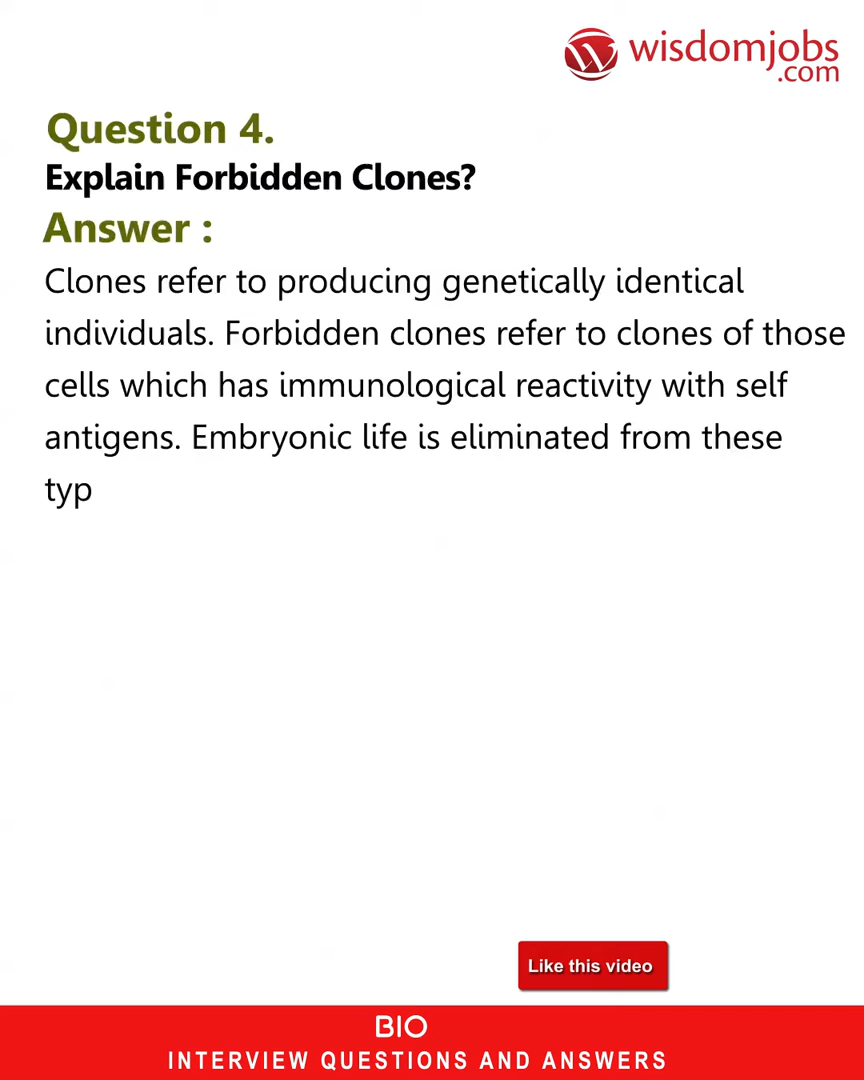 wisdomjobs
.com
Question 4.
Explain Forbidden Clones?
Answer :
Clones refer to producing genetically identical
individuals. Forbidden clones refer to clones of those
cells which has immunological reactivity with self
antigens. Embryonic life is eliminated from these
typ
Like this video
BIO
INTERVIEW QUESTIONS AND ANSWERS